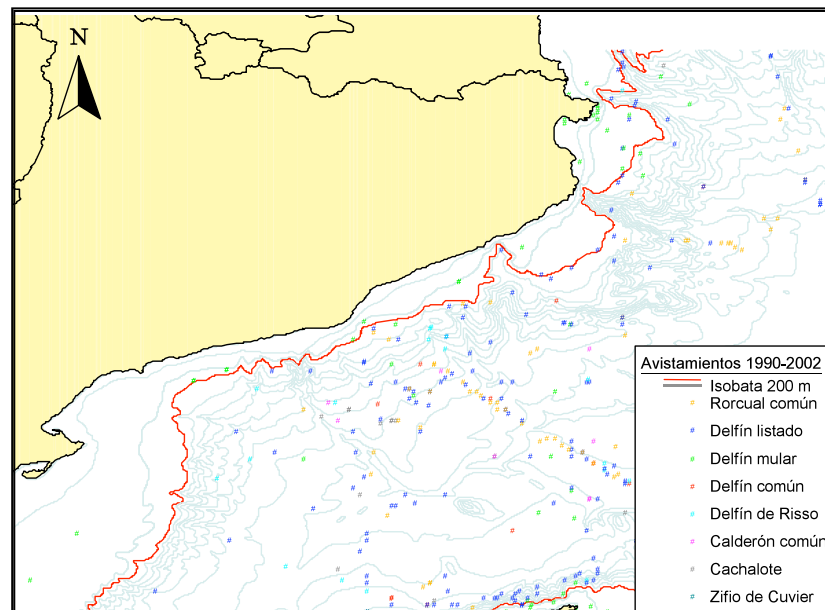 N
Avistamientos 1990-2002
Isobata 200 m
Rorcual común
Delfín listado
Delfín mular
Delfín común
Delfín de Risso
Calderón común
Cachalote
Zifio de Cuvier